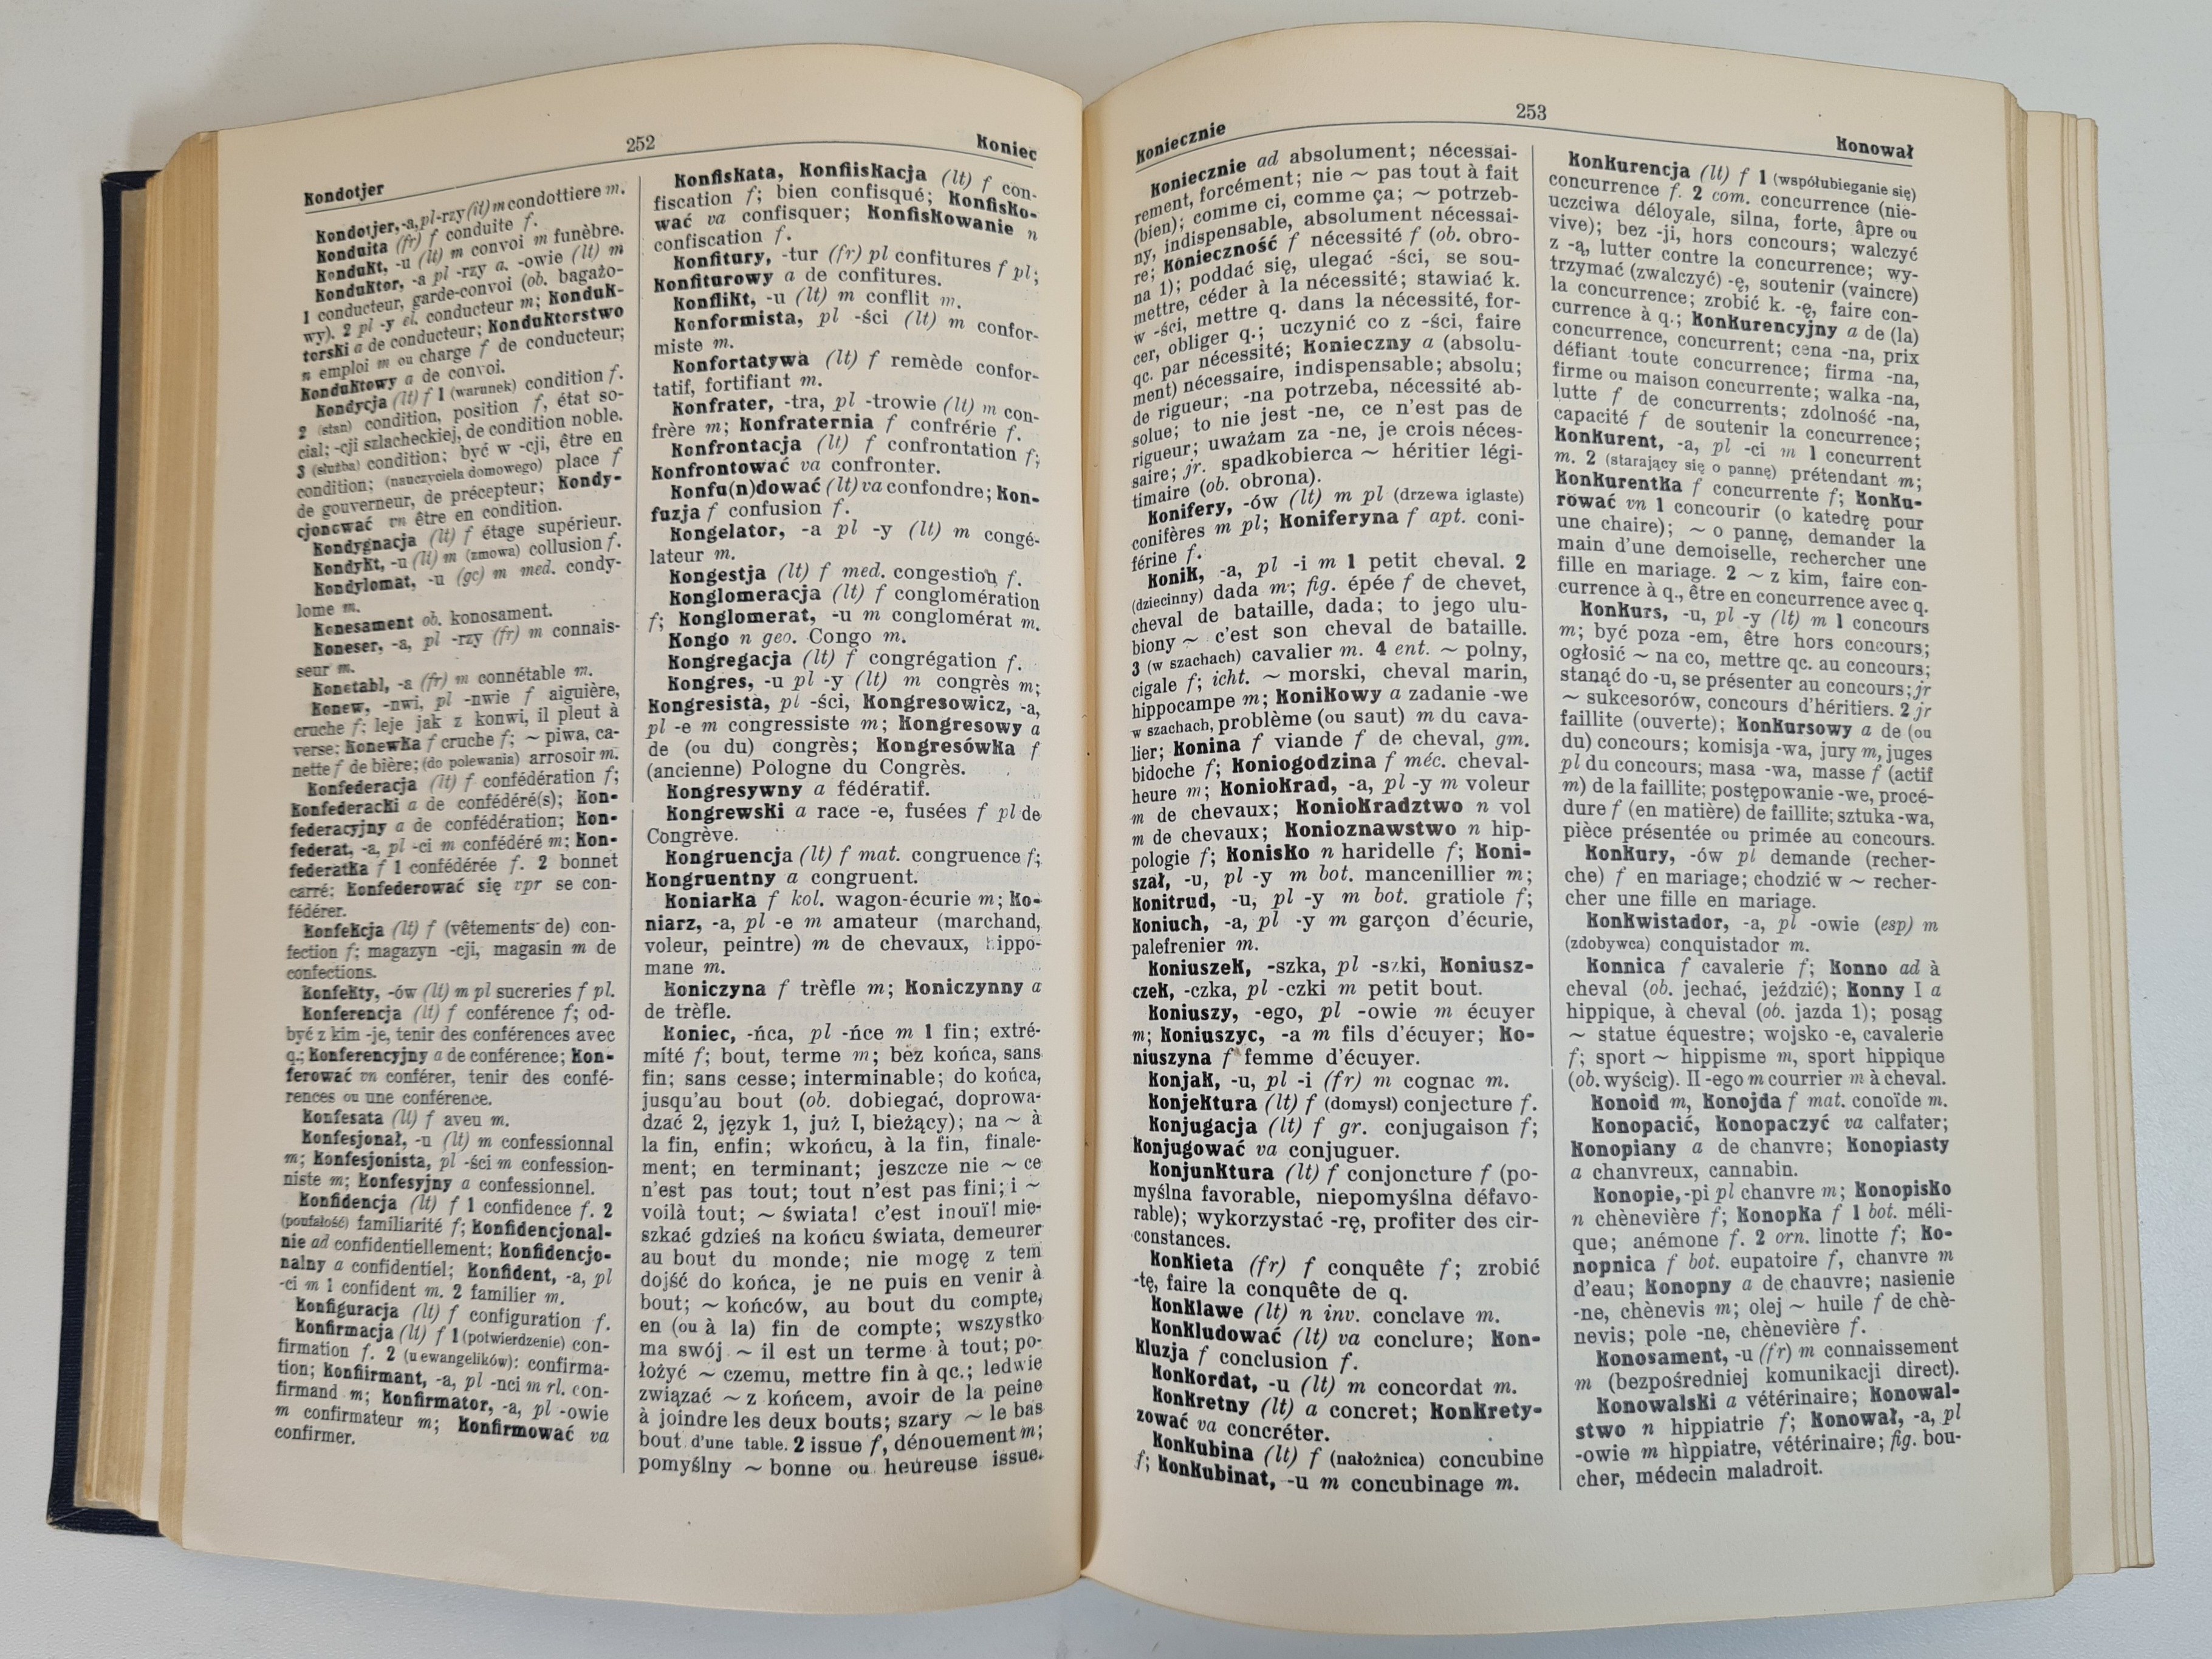 252
Kondotjer
Koniec
Kondotjer,-a,pl-rzy(it)m condottiere m.
Konduita (fr) f conduite f.
Kondukt, -u (lt) m convoi m funèbre.
Konduktor, -a pl -rzy a. -owie (lt) m
1 conducteur, garde-convoi (ob. bagażo-
wy). 2 pl -y el. conducteur m; Konduk-
torski a de conducteur; Konduktorstwo
n emploi m ou charge f de conducteur;
Konduktowy a de convoi.
Kondycja (lt) f 1 (warunek) condition f.
2 (stan) condition, position f, état so-
cial; -cji szlacheckiej, de condition noble.
3 (służba) condition; być w -cji, être en
condition; (nauczyciela domowego) place f
de gouverneur, de précepteur; Kondy-
cjonować vn être en condition.
Kondygnacja (lt) f étage supérieur.
Kondykt, -u (lt) m (zmowa) collusion f.
Kondylomat, -u (gc) m med. condy-
lome m.
Konesament ob. konosament.
Koneser, -a, pl -rzy (fr) m connais-
seur m.
Konetabl, -a (fr) m connétable m.
Konew, -nwi, pl -nwie f aiguière,
cruche f; leje jak z konwi, il pleut à
verse; Konewka f cruche f; ~ piwa, ca-
nette f de bière; (do polewania) arrosoir m.
Konfederacja (lt) f confédération f;
Konfederacki a de confédéré(s); Kon-
federacyjny a de confédération; Kon-
federat, -a, pl -ci m confédéré m; Kon-
federatka f 1 confédérée f. 2 bonnet
carré; Konfederować się vpr se con-
fédérer.
Konfekcja (lt) f (vêtements de) con-
fection f; magazyn -cji, magasin m de
confections.
Konfekty, -ów (lt) m pl sucreries f pl.
Konferencja (lt) f conférence f; od-
być z kim -je, tenir des conférences avec
q.; Konferencyjny a de conférence; Kon-
ferować vn conférer, tenir des confé-
rences ou une conférence.
Konfesata (lt) f aveu m.
Konfesjonał, -u (lt) m confessionnal
m; Konfesjonista, pl -ści m confession-
niste m; Konfesyjny a confessionnel.
Konfidencja (lt) f 1 confidence f. 2
(poufałość) familiarité f; Konfidencjonal-
nie ad confidentiellement; Konfidencjo-
nalny a confidentiel; Konfident, -a, pl
-ci m 1 confident m. 2 familier m.
Konfiguracja (lt) f configuration f.
Konfirmacja (lt) f 1 (potwierdzenie) con-
firmation f. 2 (u ewangelików): confirma-
tion; Konfiirmant, -a, pl -nci m rl. con-
firmand m; Konfirmator, -a, pl -owie
m confirmateur m; Konfirmować va
confirmer.
Konfiskata, Konfiiskacja (lt) f con-
fiscation f; bien confisqué; Konfisko-
wać va confisquer; Konfiskowanie n
confiscation f.
Konfitury, -tur (fr) pl confitures f pl;
Konfiturowy a de confitures.
Konflikt, -u (lt) m conflit m.
Konformista, pl -ści (lt) m confor-
miste m.
Konfortatywa (lt) f remède confor-
tatif, fortifiant m.
Konfrater, -tra, pl -trowie (lt) m con-
frère m; Konfraternia f confrérie f.
Konfrontacja (lt) f confrontation f;
Konfrontować va confronter.
Konfu(n)dować (lt) va confondre; Kon-
fuzja f confusion f.
Kongelator, -a pl -y (lt) m congé-
lateur m.
Kongestja (lt) f med. congestion f.
Konglomeracja (lt) f conglomération
f; Konglomerat, -u m conglomérat m.
Kongo n geo. Congo m.
Kongregacja (lt) f congrégation f.
Kongres, -u pl -y (lt) m congrès m;
Kongresista, pl -ści, Kongresowicz, -a,
pl -e m congressiste m; Kongresowy a
de (ou du) congrès; Kongresówka f
(ancienne) Pologne du Congrès.
Kongresywny a fédératif.
Kongrewski a race -e, fusées f pl de
Congrève.
Kongruencja (lt) f mat. congruence f;
Kongruentny a congruent.
Koniarka f kol. wagon-écurie m; Ko-
niarz, -a, pl -e m amateur (marchand,
voleur, peintre) m de chevaux, hippo-
mane m.
Koniczyna f trèfle m; Koniczynny a
de trèfle.
Koniec, -ńca, pl -ńce m 1 fin; extré-
mité f; bout, terme m; bez końca, sans
fin; sans cesse; interminable; do końca,
jusqu'au bout (ob. dobiegać, doprowa-
dzać 2, język 1, już I, bieżący); na ~ à
la fin, enfin; wkońcu, à la fin, finale-
ment; en terminant; jeszcze nie ~ ce
n'est pas tout; tout n'est pas fini; i ~
voilà tout; ~ świata! c'est inouï! mie-
szkać gdzieś na końcu świata, demeurer
au bout du monde; nie mogę z tem
dojść do końca, je ne puis en venir à
bout; ~ końców, au bout du compte,
en (ou à la) fin de compte; wszystko
ma swój ~ il est un terme à tout; po-
łożyć ~ czemu, mettre fin à qc.; ledwie
związać ~ z końcem, avoir de la peine
à joindre les deux bouts; szary ~ le bas
bout d'une table. 2 issue f, dénouement m;
pomyślny ~ bonne ou heureuse issue.
253
Koniecznie
Konował
Koniecznie ad absolument; nécessai-
rement, forcément; nie ~ pas tout à fait
(bien); comme ci, comme ça; ~ potrzeb-
ny, indispensable, absolument nécessai-
re; Konieczność f nécessité f (ob. obro-
na 1); poddać się, ulegać -ści, se sou-
mettre, céder à la nécessité; stawiać k.
w -ści, mettre q. dans la nécessité, for-
cer, obliger q.; uczynić co z -ści, faire
qc. par nécessité; Konieczny a (absolu-
ment) nécessaire, indispensable; absolu;
de rigueur; -na potrzeba, nécessité ab-
solue; to nie jest -ne, ce n'est pas de
rigueur; uważam za -ne, je crois néces-
saire; jr. spadkobierca ~ héritier légi-
timaire (ob. obrona).
Konifery, -ów (lt) m pl (drzewa iglaste)
conifères m pl; Koniferyna f apt. coni-
férine f.
Konik, -a, pl -i m 1 petit cheval. 2
(dziecinny) dada m; fig. épée f de chevet,
cheval de bataille, dada; to jego ulu-
biony ~ c'est son cheval de bataille.
3 (w szachach) cavalier m. 4 ent. ~ polny,
cigale f; icht. ~ morski, cheval marin,
hippocampe m; Konikowy a zadanie -we
w szachach, problème (ou saut) m du cava-
lier; Konina f viande f de cheval, gm.
bidoche f; Koniogodzina f méc. cheval-
heure m; Koniokrad, -a, pl -y m voleur
m de chevaux; Koniokradztwo n vol
m de chevaux; Konioznawstwo n hip-
pologie f; Konisko n haridelle f; Koni-
szał, -u, pl -y m bot. mancenillier m;
Konitrud, -u, pl -y m bot. gratiole f;
Koniuch, -a, pl -y m garçon d'écurie,
palefrenier m.
Koniuszek, -szka, pl -szki, Koniusz-
czek, -czka, pl -czki m petit bout.
Koniuszy, -ego, pl -owie m écuyer
m; Koniuszyc, -a m fils d'écuyer; Ko-
niuszyna f femme d'écuyer.
Konjak, -u, pl -i (fr) m cognac m.
Konjektura (lt) f (domysł) conjecture f.
Konjugacja (lt) f gr. conjugaison f;
Konjugować va conjuguer.
Konjunktura (lt) f conjoncture f (po-
myślna favorable, niepomyślna défavo-
rable); wykorzystać -rę, profiter des cir-
constances.
Konkieta (fr) f conquête f; zrobić
-tę, faire la conquête de q.
Konklawe (lt) n inv. conclave m.
Konkludować (lt) va conclure; Kon-
kluzja f conclusion f.
Konkordat, -u (lt) m concordat m.
Konkretny (lt) a concret; Konkrety-
zować va concréter.
Konkubina (lt) f (nałożnica) concubine
f; Konkubinat, -u m concubinage m.
Konkurencja (lt) f 1 (współubieganie się)
concurrence f. 2 com. concurrence (nie-
uczciwa déloyale, silna, forte, âpre ou
vive); bez -ji, hors concours; walczyć
z -ą, lutter contre la concurrence; wy-
trzymać (zwalczyć) -ę, soutenir (vaincre)
la concurrence; zrobić k. -ę, faire con-
currence à q.; Konkurencyjny a de (la)
concurrence, concurrent; cena -na, prix
défiant toute concurrence; firma -na,
firme ou maison concurrente; walka -na,
lutte f de concurrents; zdolność -na,
capacité f de soutenir la concurrence;
Konkurent, -a, pl -ci m 1 concurrent
m. 2 (starający się o pannę) prétendant m;
Konkurentka f concurrente f; Konku-
rować vn 1 concourir (o katedrę pour
une chaire); ~ o pannę, demander la
main d'une demoiselle, rechercher une
fille en mariage. 2 ~ z kim, faire con-
currence à q., être en concurrence avec q.
Konkurs, -u, pl -y (lt) m 1 concours
m; być poza -em, être hors concours;
ogłosić ~ na co, mettre qc. au concours;
stanąć do -u, se présenter au concours; jr
~ sukcesorów, concours d'héritiers. 2 jr
faillite (ouverte); Konkursowy a de (ou
du) concours; komisja -wa, jury m, juges
pl du concours; masa -wa, masse f (actif
m) de la faillite; postępowanie -we, procé-
dure f (en matière) de faillite; sztuka -wa,
pièce présentée ou primée au concours.
Konkury, -ów pl demande (recher-
che) f en mariage; chodzić w ~ recher-
cher une fille en mariage.
Konkwistador, -a, pl -owie (esp) m
(zdobywca) conquistador m.
Konnica f cavalerie f; Konno ad à
cheval (ob. jechać, jeździć); Konny I a
hippique, à cheval (ob. jazda 1); posąg
~ statue équestre; wojsko -e, cavalerie
f; sport ~ hippisme m, sport hippique
(ob. wyścig). II -ego m courrier m à cheval.
Konoid m, Konojda f mat. conoïde m.
Konopacić, Konopaczyć va calfater;
Konopiany a de chanvre; Konopiasty
a chanvreux, cannabin.
Konopie,-pi pl chanvre m; Konopisko
n chènevière f; Konopka f 1 bot. méli-
que; anémone f. 2 orn. linotte f; Ko-
nopnica f bot. eupatoire f, chanvre m
d'eau; Konopny a de chanvre; nasienie
-ne, chènevis m; olej ~ huile f de chè-
nevis; pole -ne, chènevière f.
Konosament, -u (fr) m connaissement
m (bezpośredniej komunikacji direct).
Konowalski a vétérinaire; Konowal-
stwo n hippiatrie f; Konował, -a, pl
-owie m hippiatre, vétérinaire; fig. bou-
cher, médecin maladroit.